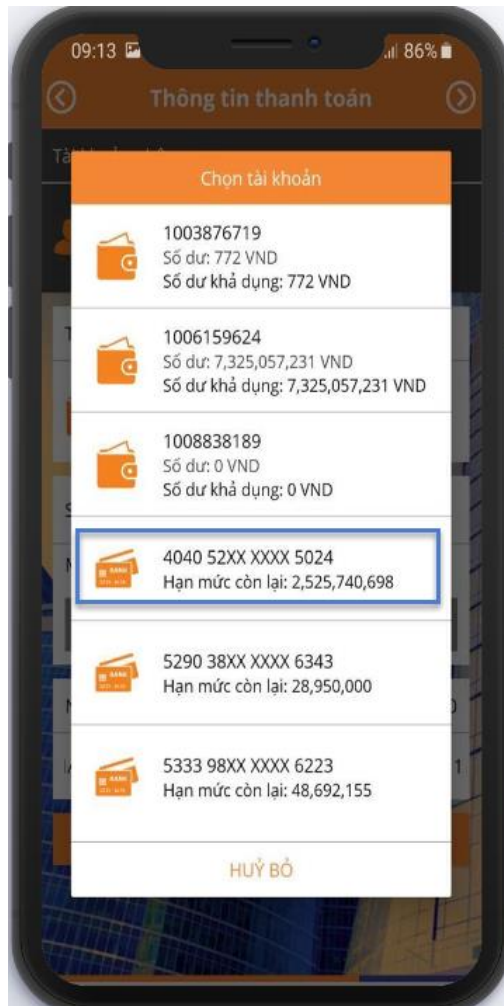 09:13
86%
Thông tin thanh toán
Chọn tài khoản
1003876719
Số dư: 772 VND
Số dư khả dụng: 772 VND
1006159624
Số dư: 7,325,057,231 VND
Số dư khả dụng: 7,325,057,231 VND
1008838189
Số dư: 0 VND
Số dư khả dụng: 0 VND
4040 52XX XXXX 5024
Hạn mức còn lại: 2,525,740,698
5290 38XX XXXX 6343
Hạn mức còn lại: 28,950,000
5333 98XX XXXX 6223
Hạn mức còn lại: 48,692,155
HUỶ BỎ